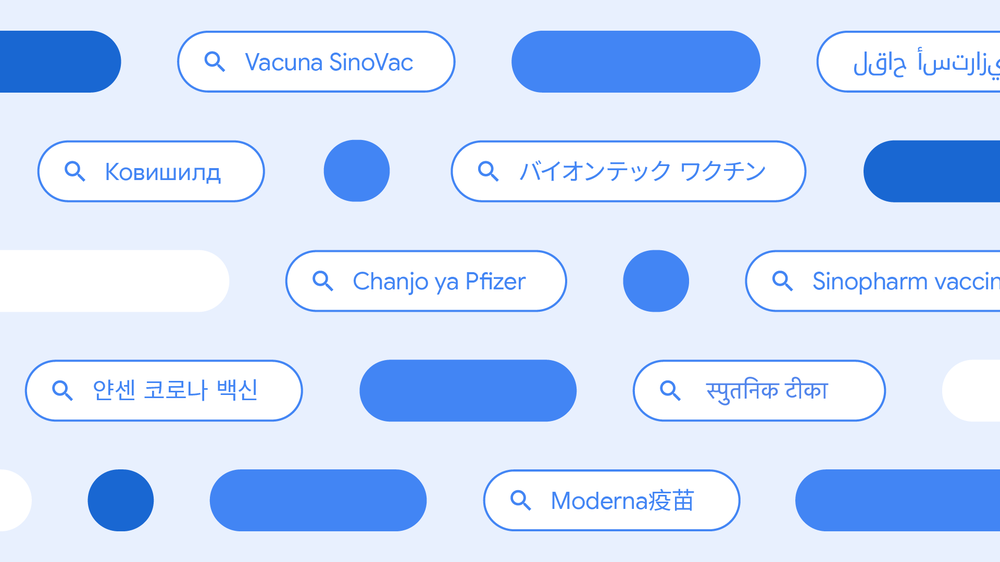 Vacuna SinoVac
لقاح أسترازي
Ковишилд
バイオンテック ワクチン
Chanjo ya Pfizer
Sinopharm vaccin
얀센 코로나 백신
स्पुतनिक टीका
Moderna疫苗